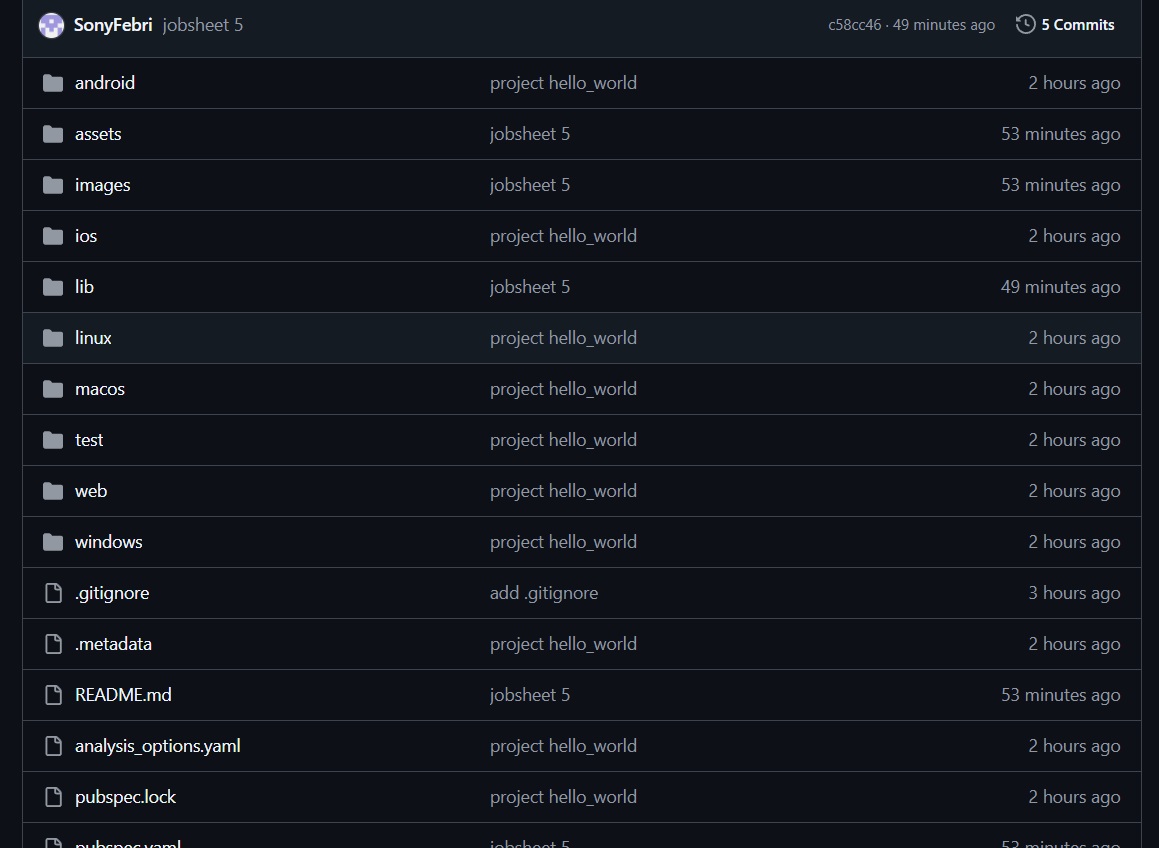 SonyFebri jobsheet 5 c58cc46 · 49 minutes ago 5 Commits
android project hello_world 2 hours ago
assets jobsheet 5 53 minutes ago
images jobsheet 5 53 minutes ago
ios project hello_world 2 hours ago
lib jobsheet 5 49 minutes ago
linux project hello_world 2 hours ago
macos project hello_world 2 hours ago
test project hello_world 2 hours ago
web project hello_world 2 hours ago
windows project hello_world 2 hours ago
.gitignore add .gitignore 3 hours ago
.metadata project hello_world 2 hours ago
README.md jobsheet 5 53 minutes ago
analysis_options.yaml project hello_world 2 hours ago
pubspec.lock project hello_world 2 hours ago
pubspec.yaml jobsheet 5 53 minutes ago